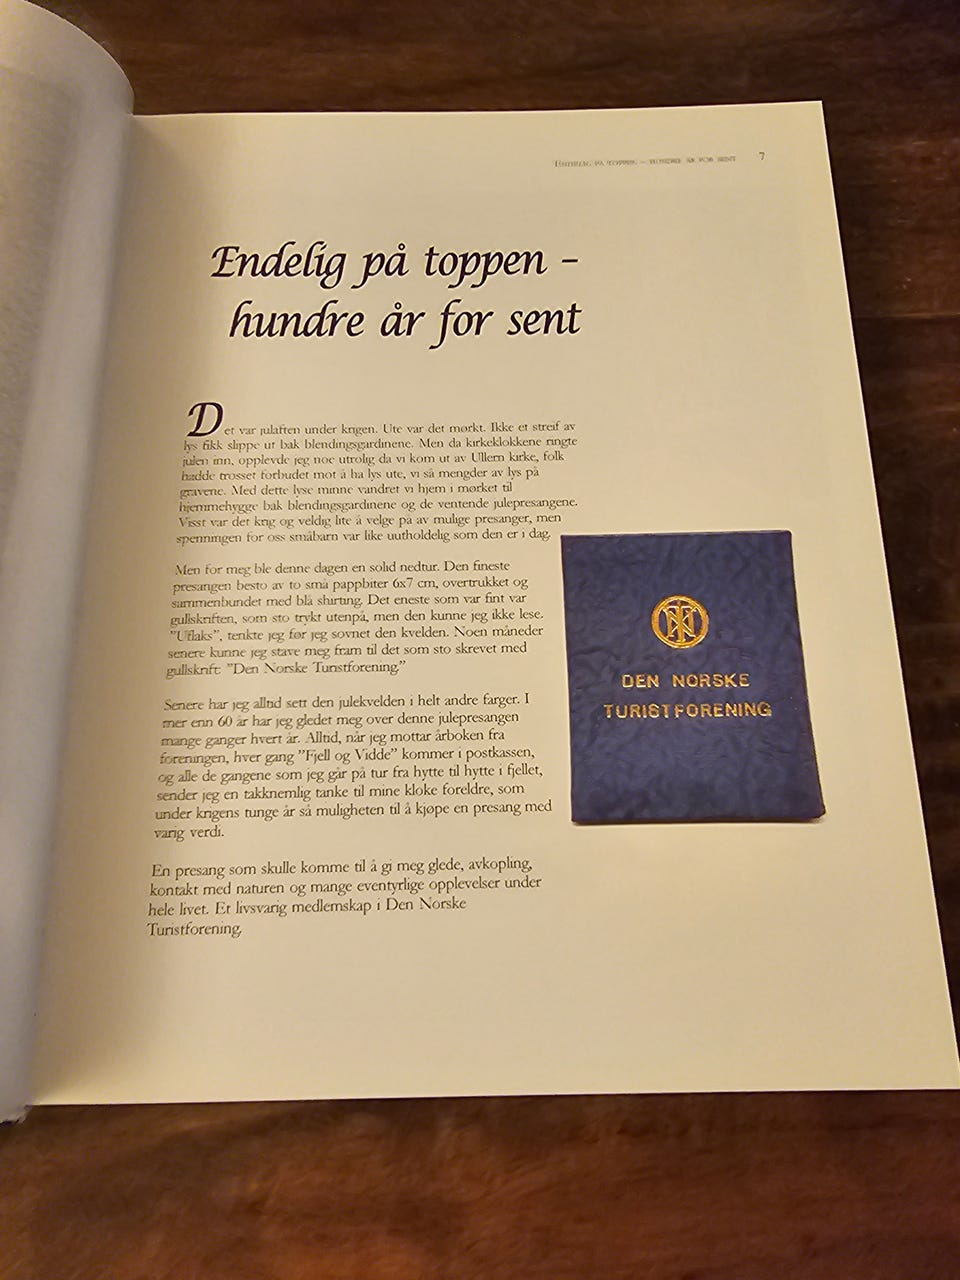 ENDELIG PÅ TOPPEN – HUNDRE ÅR FOR SENT 7
Endelig på toppen –
hundre år for sent
Det var julaften under krigen. Ute var det mørkt. Ikke et streif av
lys fikk slippe ut bak blendingsgardinene. Men da kirkeklokkene ringte
julen inn, opplevde jeg noe utrolig da vi kom ut av Ullern kirke, folk
hadde trosset forbudet mot å ha lys ute, vi så mengder av lys på
gravene. Med dette lyse minne vandret vi hjem i mørket til
hjemmehygge bak blendingsgardinene og de ventende julepresangene.
Visst var det krig og veldig lite å velge på av mulige presanger, men
spenningen for oss småbarn var like uutholdelig som den er i dag.
Men for meg ble denne dagen en solid nedtur. Den fineste
presangen besto av to små pappbiter 6x7 cm, overtrukket og
sammenbundet med blå shirting. Det eneste som var fint var
gullskriften, som sto trykt utenpå, men den kunne jeg ikke lese.
"Uflaks", tenkte jeg før jeg sovnet den kvelden. Noen måneder
senere kunne jeg stave meg fram til det som sto skrevet med
gullskrift: "Den Norske Turistforening."
Senere har jeg alltid sett den julekvelden i helt andre farger. I
mer enn 60 år har jeg gledet meg over denne julepresangen
mange ganger hvert år. Alltid, når jeg mottar årboken fra
foreningen, hver gang "Fjell og Vidde" kommer i postkassen,
og alle de gangene som jeg går på tur fra hytte til hytte i fjellet,
sender jeg en takknemlig tanke til mine kloke foreldre, som
under krigens tunge år så muligheten til å kjøpe en presang med
varig verdi.
En presang som skulle komme til å gi meg glede, avkopling,
kontakt med naturen og mange eventyrlige opplevelser under
hele livet. Et livsvarig medlemskap i Den Norske
Turistforening.
DEN NORSKE
TURISTFORENING